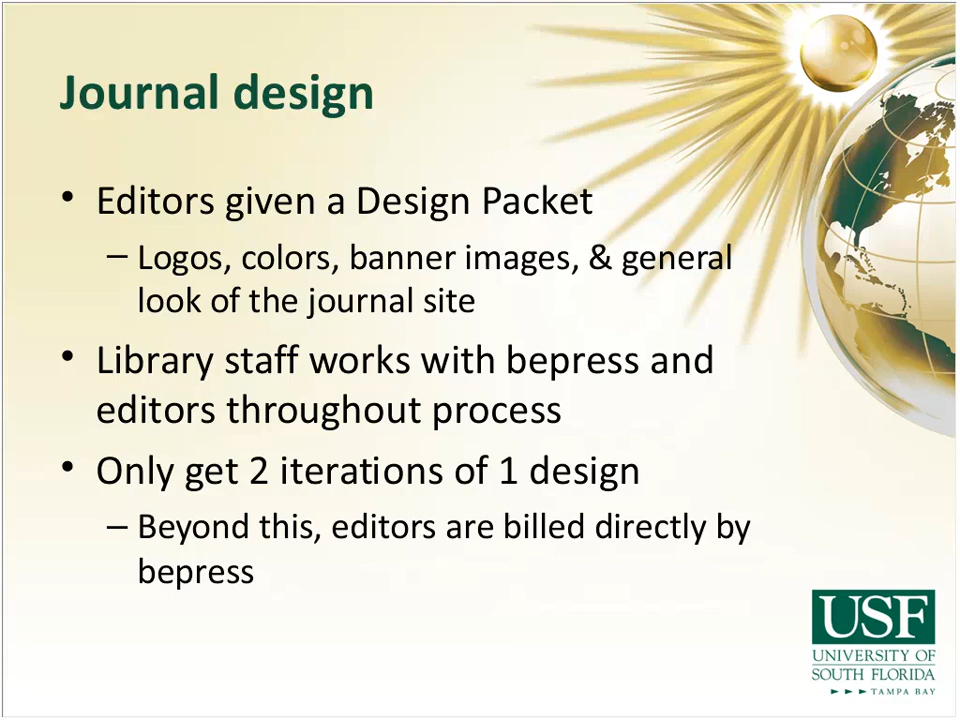 Journal design
• Editors given a Design Packet
– Logos, colors, banner images, & general
look of the journal site
• Library staff works with bepress and
editors throughout process
• Only get 2 iterations of 1 design
– Beyond this, editors are billed directly by
bepress
USF
UNIVERSITY OF
SOUTH FLORIDA
►►► TAMPA BAY